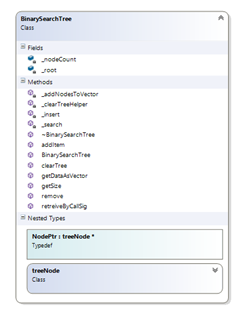 BinarySearchTree
Class
Fields
_nodeCount
_root
Methods
_addNodesToVector
_clearTreeHelper
_insert
_search
~BinarySearchTree
addItem
BinarySearchTree
clearTree
getDataAsVector
getSize
remove
retreiveByCallSig
Nested Types
NodePtr : treeNode *
Typedef
treeNode
Class